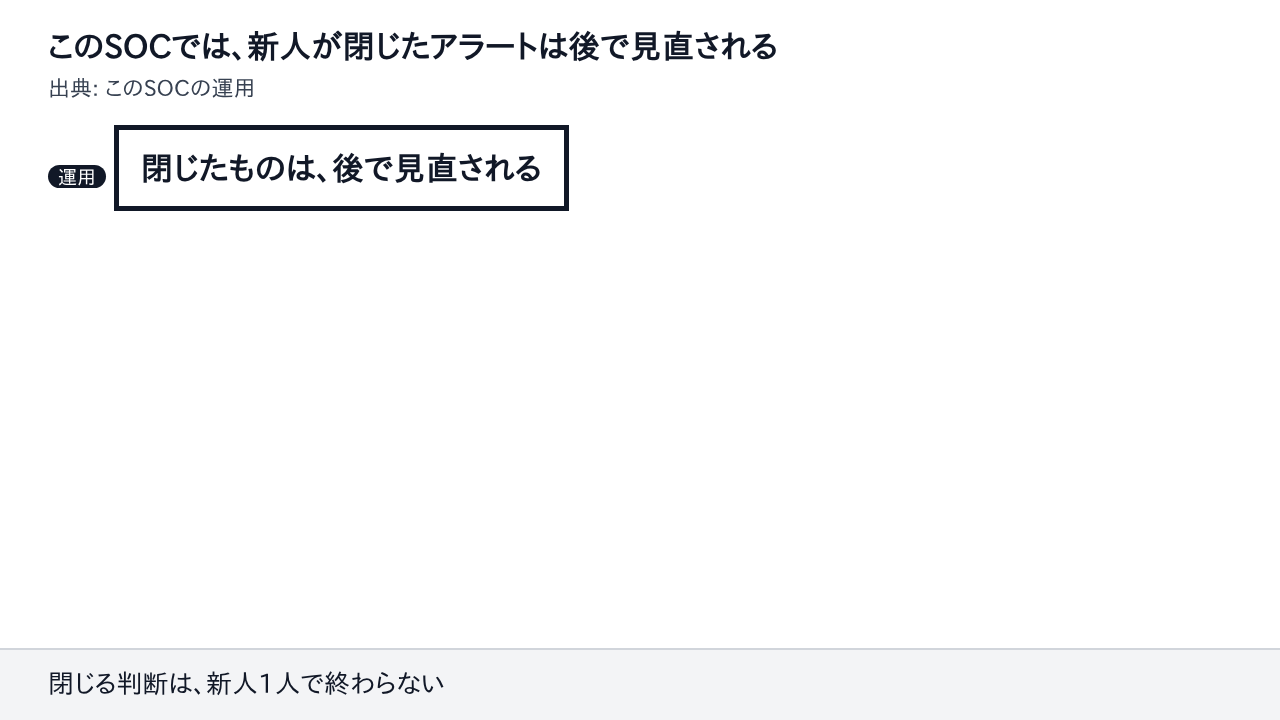 このSOCでは、新人が閉じたアラートは後で見直される
出典: このSOCの運用
運用
閉じたものは、後で見直される
閉じる判断は、新人1人で終わらない